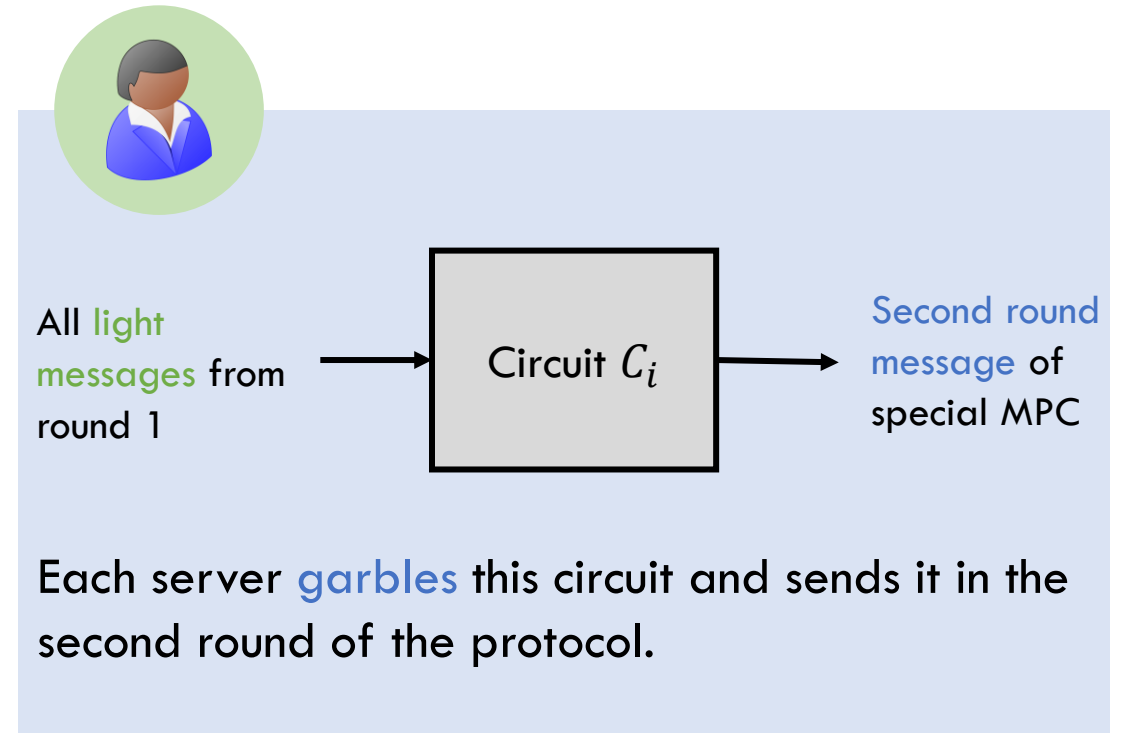 All light
messages from
round 1
Circuit $C_i$
Second round
message of
special MPC
Each server garbles this circuit and sends it in the
second round of the protocol.